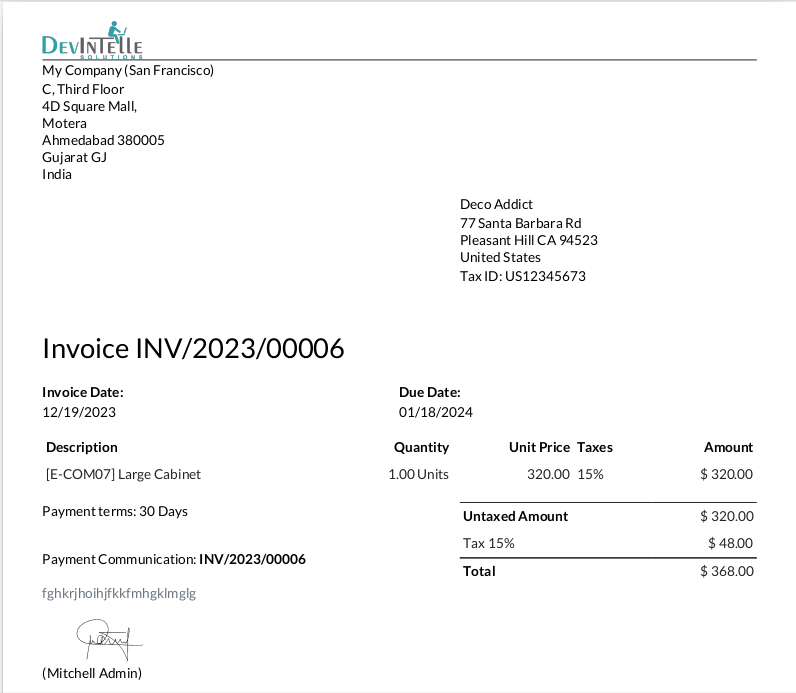 DEVINTELLE
SOLUTIONS
My Company (San Francisco)
C, Third Floor
4D Square Mall,
Motera
Ahmedabad 380005
Gujarat GJ
India
Deco Addict
77 Santa Barbara Rd
Pleasant Hill CA 94523
United States
Tax ID: US12345673
Invoice INV/2023/00006
Invoice Date: Due Date:
12/19/2023 01/18/2024
Description Quantity Unit Price Taxes Amount
[E-COM07] Large Cabinet 1.00 Units 320.00 15% $ 320.00
Payment terms: 30 Days
Untaxed Amount $ 320.00
Tax 15% $ 48.00
Payment Communication: INV/2023/00006
Total $ 368.00
fghkrjhoihjfkkfmhgklmglg
(Mitchell Admin)